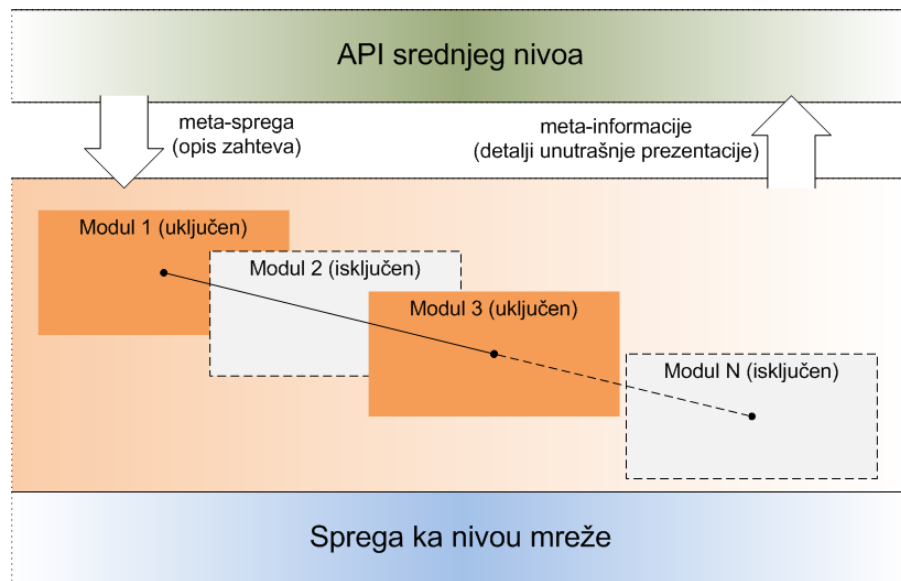 API srednjeg nivoa
meta-sprega
(opis zahteva)
meta-informacije
(detalji unutrašnje prezentacije)
Modul 1 (uključen)
Modul 2 (isključen)
Modul 3 (uključen)
Modul N (isključen)
Sprega ka nivou mreže